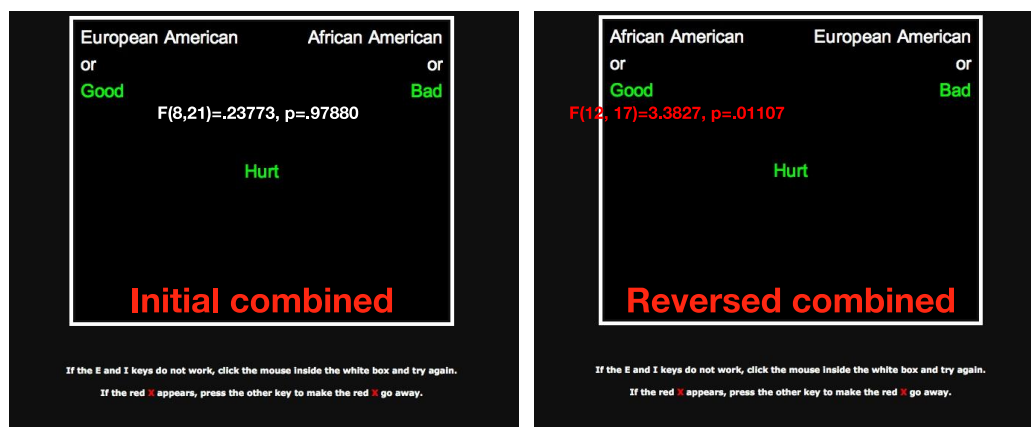 European American African American
or or
Good Bad
F(8,21)=.23773, p=.97880
Hurt
Initial combined
If the E and I keys do not work, click the mouse inside the white box and try again.
If the red X appears, press the other key to make the red X go away.
African American European American
or or
Good Bad
F(12, 17)=3.3827, p=.01107
Hurt
Reversed combined
If the E and I keys do not work, click the mouse inside the white box and try again.
If the red X appears, press the other key to make the red X go away.